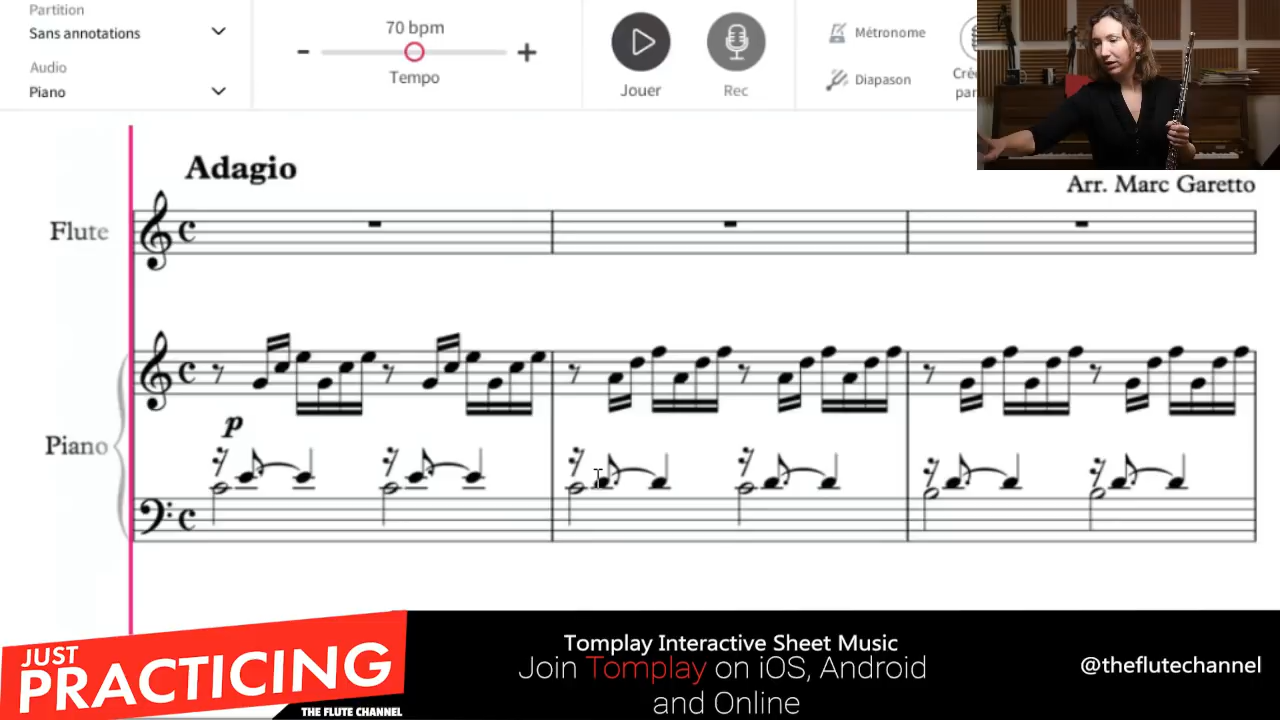 Partition
Sans annotations
Audio
Piano
70 bpm
Tempo
Jouer
Rec
Métronome
Diapason
Adagio
Arr. Marc Garetto
Flute
p
Piano
JUST
PRACTICING
THE FLUTE CHANNEL
Tomplay Interactive Sheet Music
Join Tomplay on iOS, Android
and Online
@theflutechannel